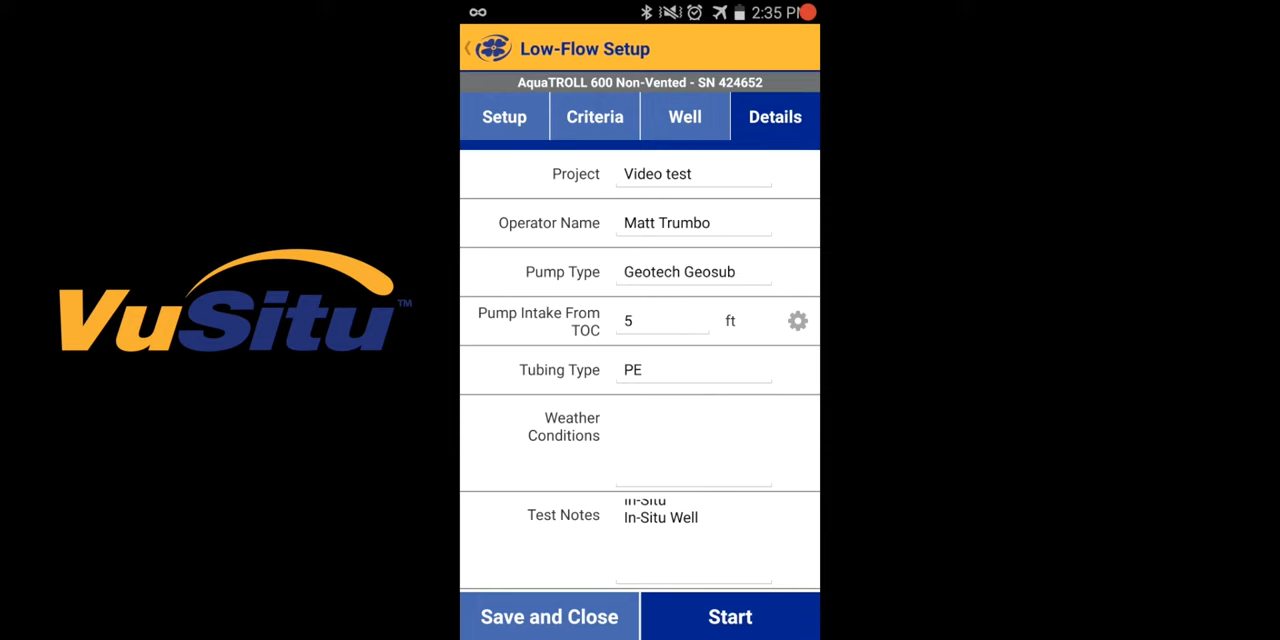 2:35 PM
Low-Flow Setup
AquaTROLL 600 Non-Vented - SN 424652
Setup Criteria Well Details
Project Video test
Operator Name Matt Trumbo
Pump Type Geotech Geosub
Pump Intake From
TOC 5 ft
Tubing Type PE
Weather
Conditions
In-Situ
Test Notes In-Situ Well
Save and Close Start
VuSitu™